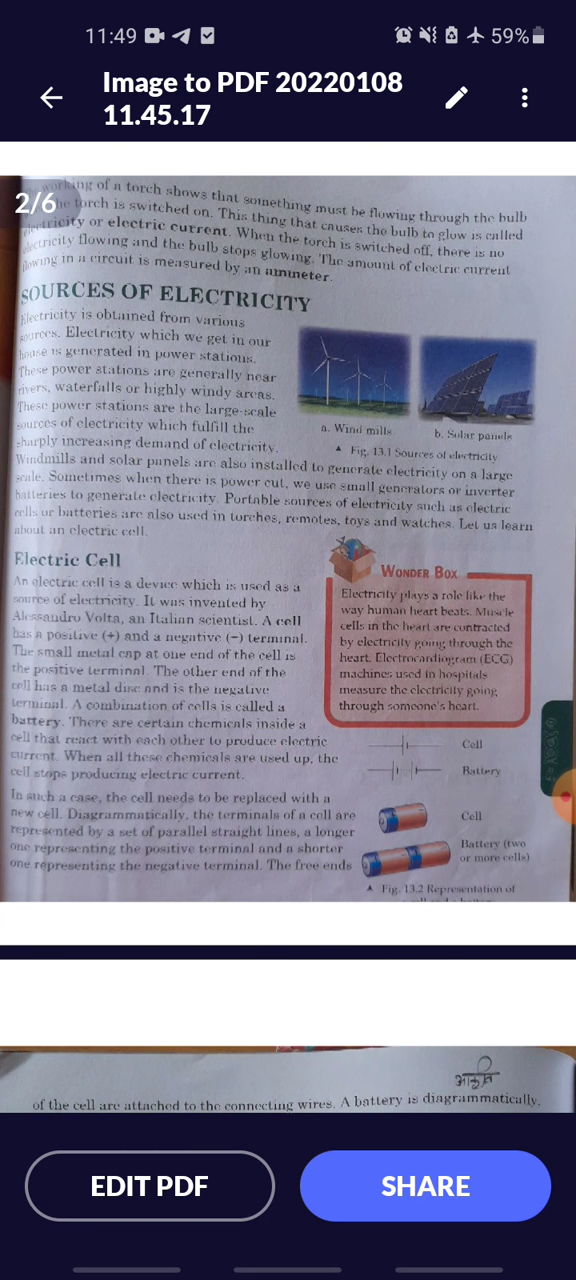 11:49
59%
Image to PDF 20220108
11.45.17
2/6
working of a torch shows that something must be flowing through the bulb
the torch is switched on. This thing that causes the bulb to glow is called
electricity or electric current. When the torch is switched off, there is no
electricity flowing and the bulb stops glowing. The amount of electric current
flowing in a circuit is measured by an ammeter.
SOURCES OF ELECTRICITY
Electricity is obtained from various
sources. Electricity which we get in our
house is generated in power stations.
These power stations are generally near
rivers, waterfalls or highly windy areas.
These power stations are the large-scale
sources of electricity which fulfill the
sharply increasing demand of electricity.
Windmills and solar panels are also installed to generate electricity on a large
scale. Sometimes when there is power cut, we use small generators or inverter
batteries to generate electricity. Portable sources of electricity such as electric
cells or batteries are also used in torches, remotes, toys and watches. Let us learn
about an electric cell.
a. Wind mills
b. Solar panels
▲ Fig. 13.1 Sources of electricity
Electric Cell
An electric cell is a device which is used as a
source of electricity. It was invented by
Alessandro Volta, an Italian scientist. A cell
has a positive (+) and a negative (−) terminal.
The small metal cap at one end of the cell is
the positive terminal. The other end of the
cell has a metal disc and is the negative
terminal. A combination of cells is called a
battery. There are certain chemicals inside a
cell that react with each other to produce electric
current. When all these chemicals are used up, the
cell stops producing electric current.
In such a case, the cell needs to be replaced with a
new cell. Diagrammatically, the terminals of a cell are
represented by a set of parallel straight lines, a longer
one representing the positive terminal and a shorter
one representing the negative terminal. The free ends
WONDER BOX
Electricity plays a role like the
way human heart beats. Muscle
cells in the heart are contracted
by electricity going through the
heart. Electrocardiogram (ECG)
machines used in hospitals
measure the electricity going
through someone's heart.
Cell
Battery
Cell
Battery (two
or more cells)
▲ Fig. 13.2 Representation of
of the cell are attached to the connecting wires. A battery is diagrammatically
EDIT PDF
SHARE